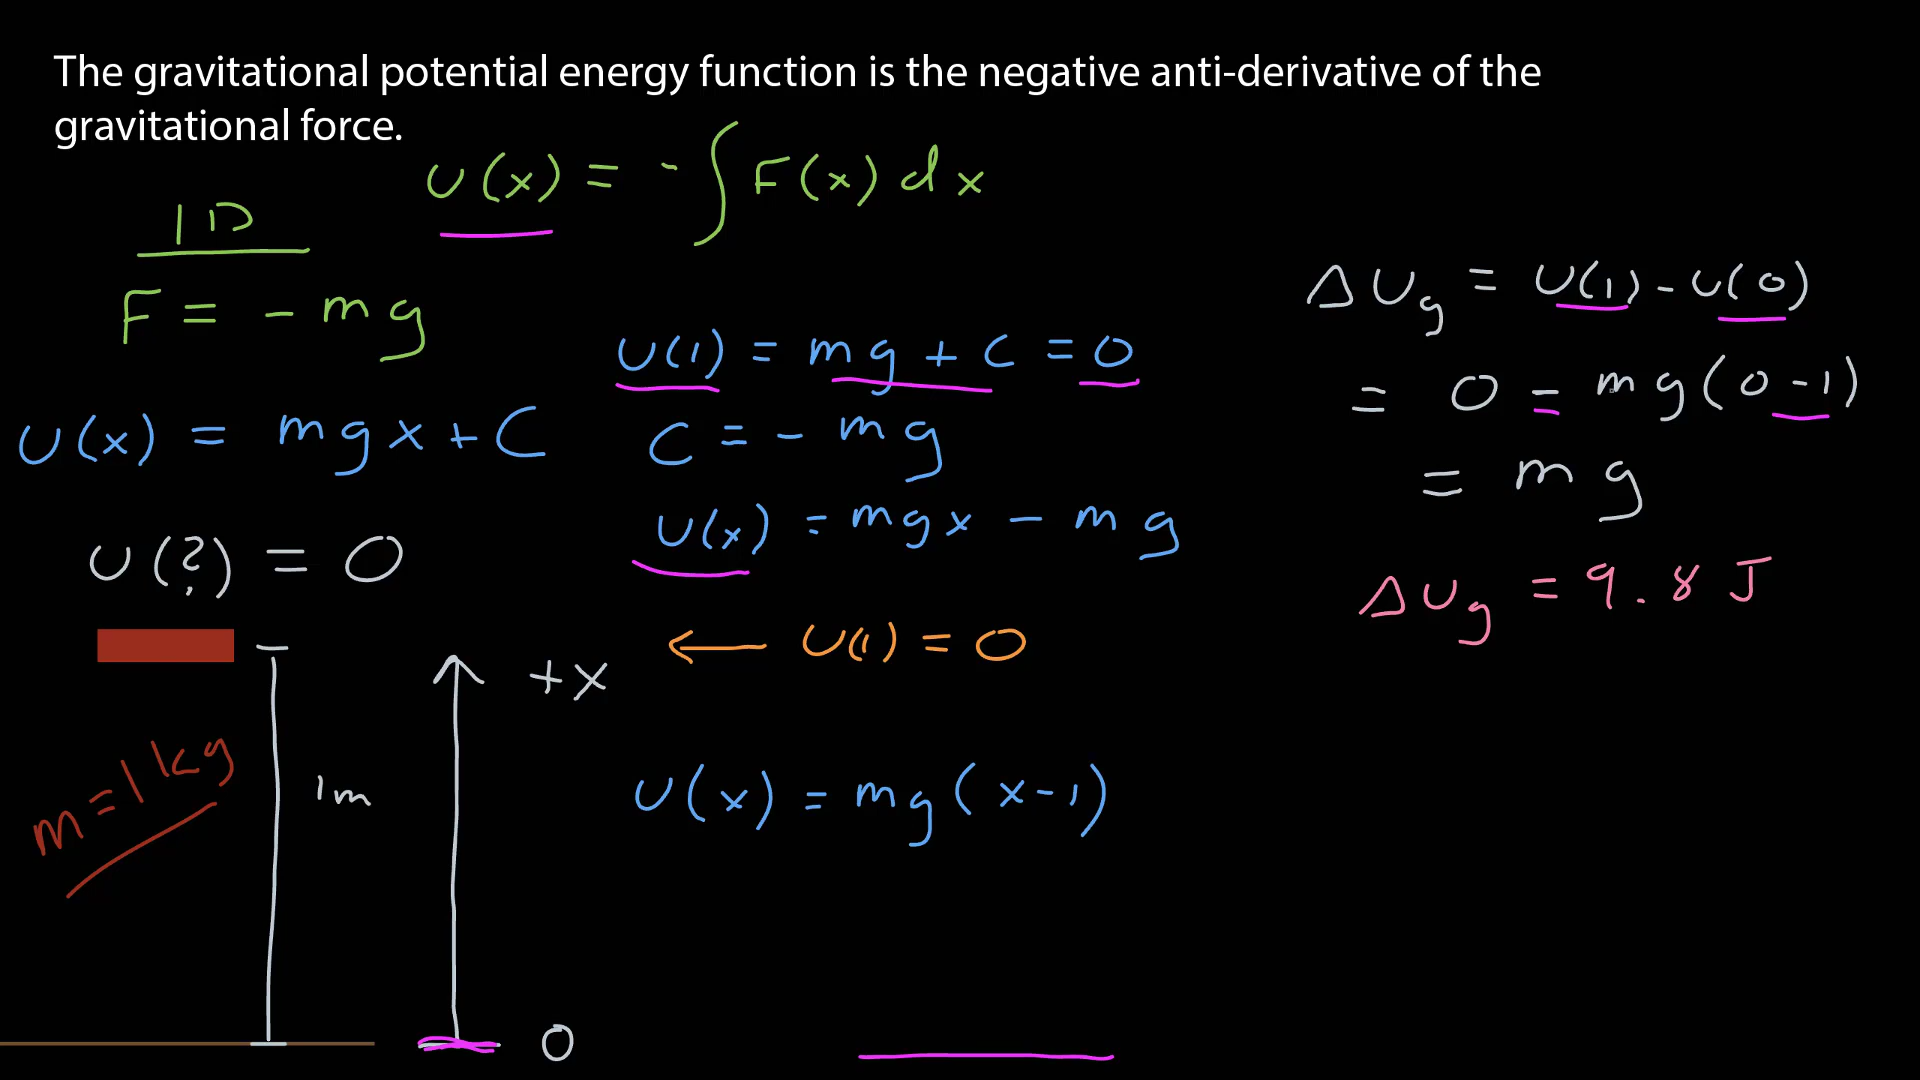 The gravitational potential energy function is the negative anti-derivative of the
gravitational force.
U(x) = -∫F(x)dx
1D
F = -mg
U(x) = mgx+C
U(?) = 0
m=1kg
1m
+x
0
U(1) = mg + C = 0
C = -mg
U(x) = mgx - mg
← U(1) = 0
U(x) = mg(x-1)
ΔUg = U(1) - U(0)
= 0 - mg(0-1)
= mg
ΔUg = 9.8 J